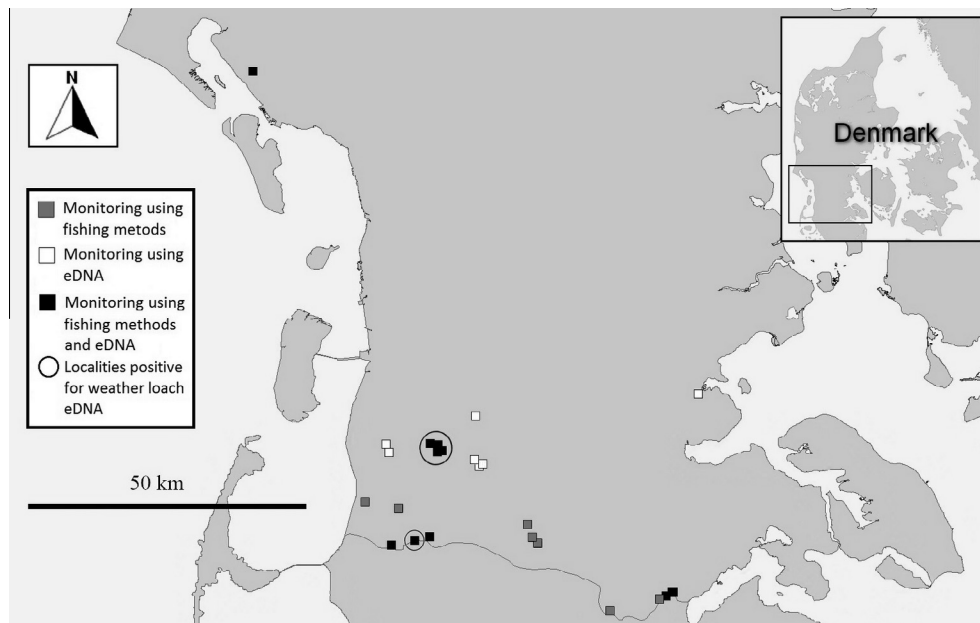 N
Denmark
Monitoring using
fishing metods
Monitoring using
eDNA
Monitoring using
fishing methods
and eDNA
Localities positive
for weather loach
eDNA
50 km